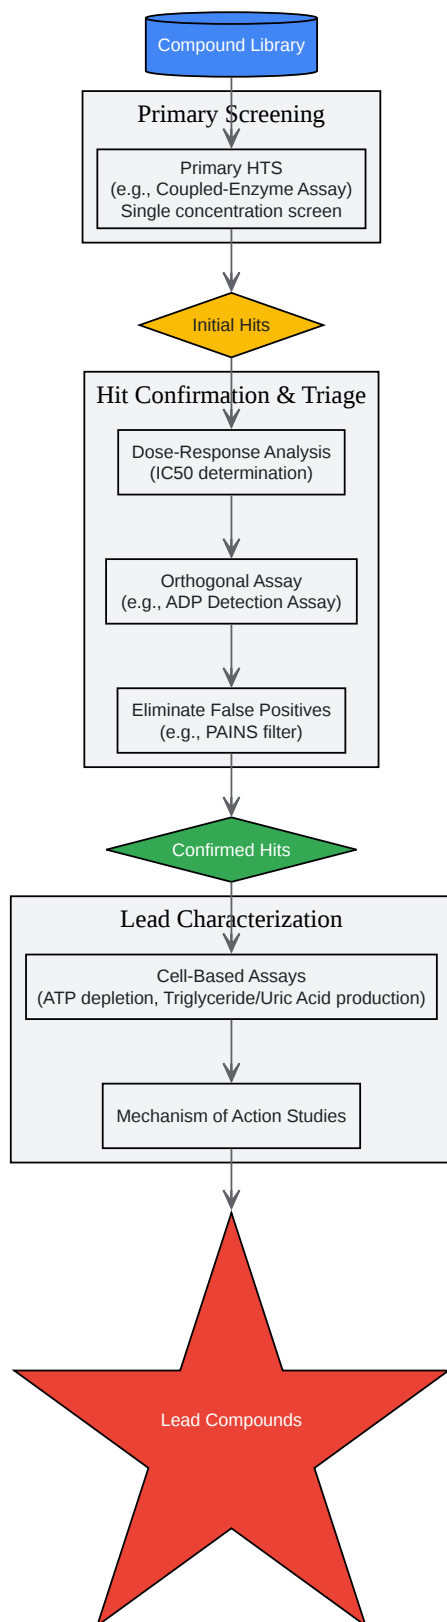 Compound Library
Primary Screening
Primary HTS
(e.g., Coupled-Enzyme Assay)
Single concentration screen
Initial Hits
Hit Confirmation & Triage
Dose-Response Analysis
(IC50 determination)
Orthogonal Assay
(e.g., ADP Detection Assay)
Eliminate False Positives
(e.g., PAINS filter)
Confirmed Hits
Lead Characterization
Cell-Based Assays
(ATP depletion, Triglyceride/Uric Acid production)
Mechanism of Action Studies
Lead Compounds